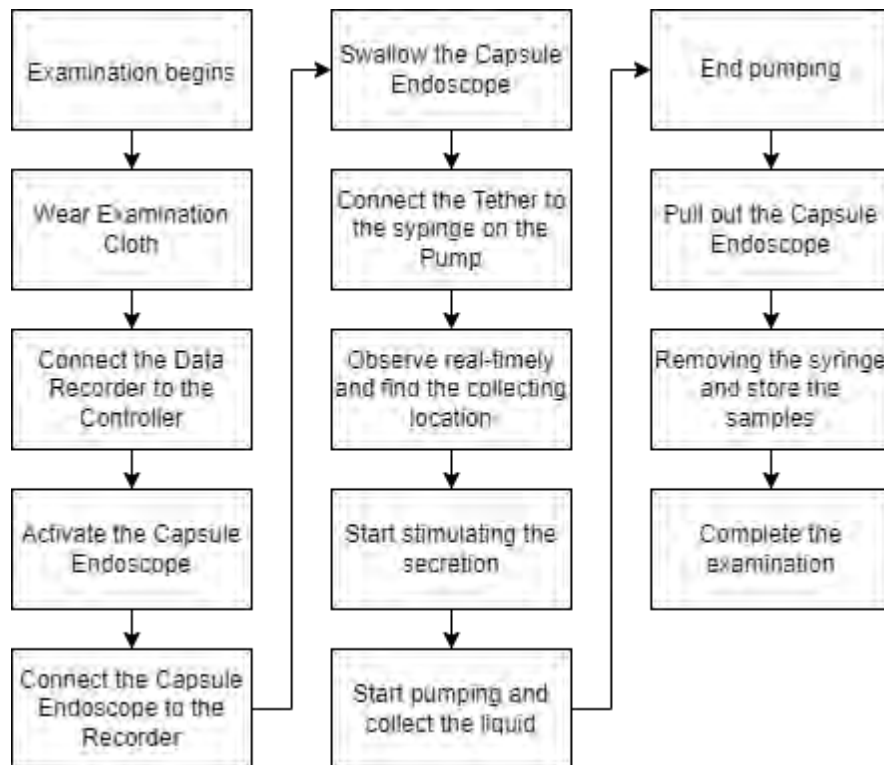 Examination begins
Wear Examination
Cloth
Connect the Data
Recorder to the
Controller
Activate the Capsule
Endoscope
Connect the Capsule
Endoscope to the
Recorder
Swallow the Capsule
Endoscope
Connect the Tether to
the sypinge on the
Pump
Observe real-timely
and find the collecting
location
Start stimulating the
secretion
Start pumping and
collect the liquid
End pumping
Pull out the Capsule
Endoscope
Removing the syringe
and store the
samples
Complete the
examination